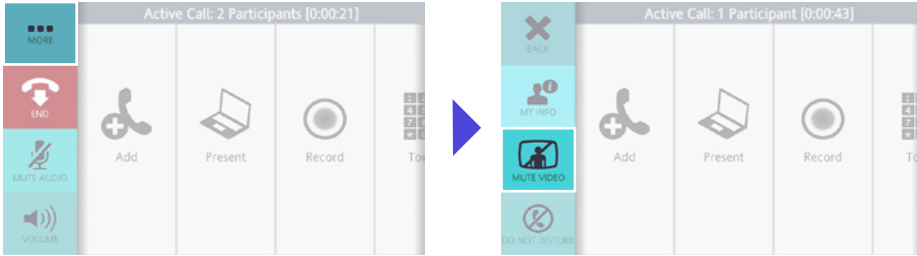 Active Call: 2 Participants [0:00:21]
MORE
END
MUTE AUDIO
VOLUME
Add
Present
Record
Active Call: 1 Participant [0:00:43]
BACK
MY INFO
MUTE VIDEO
DO NOT DISTURB
Add
Present
Record